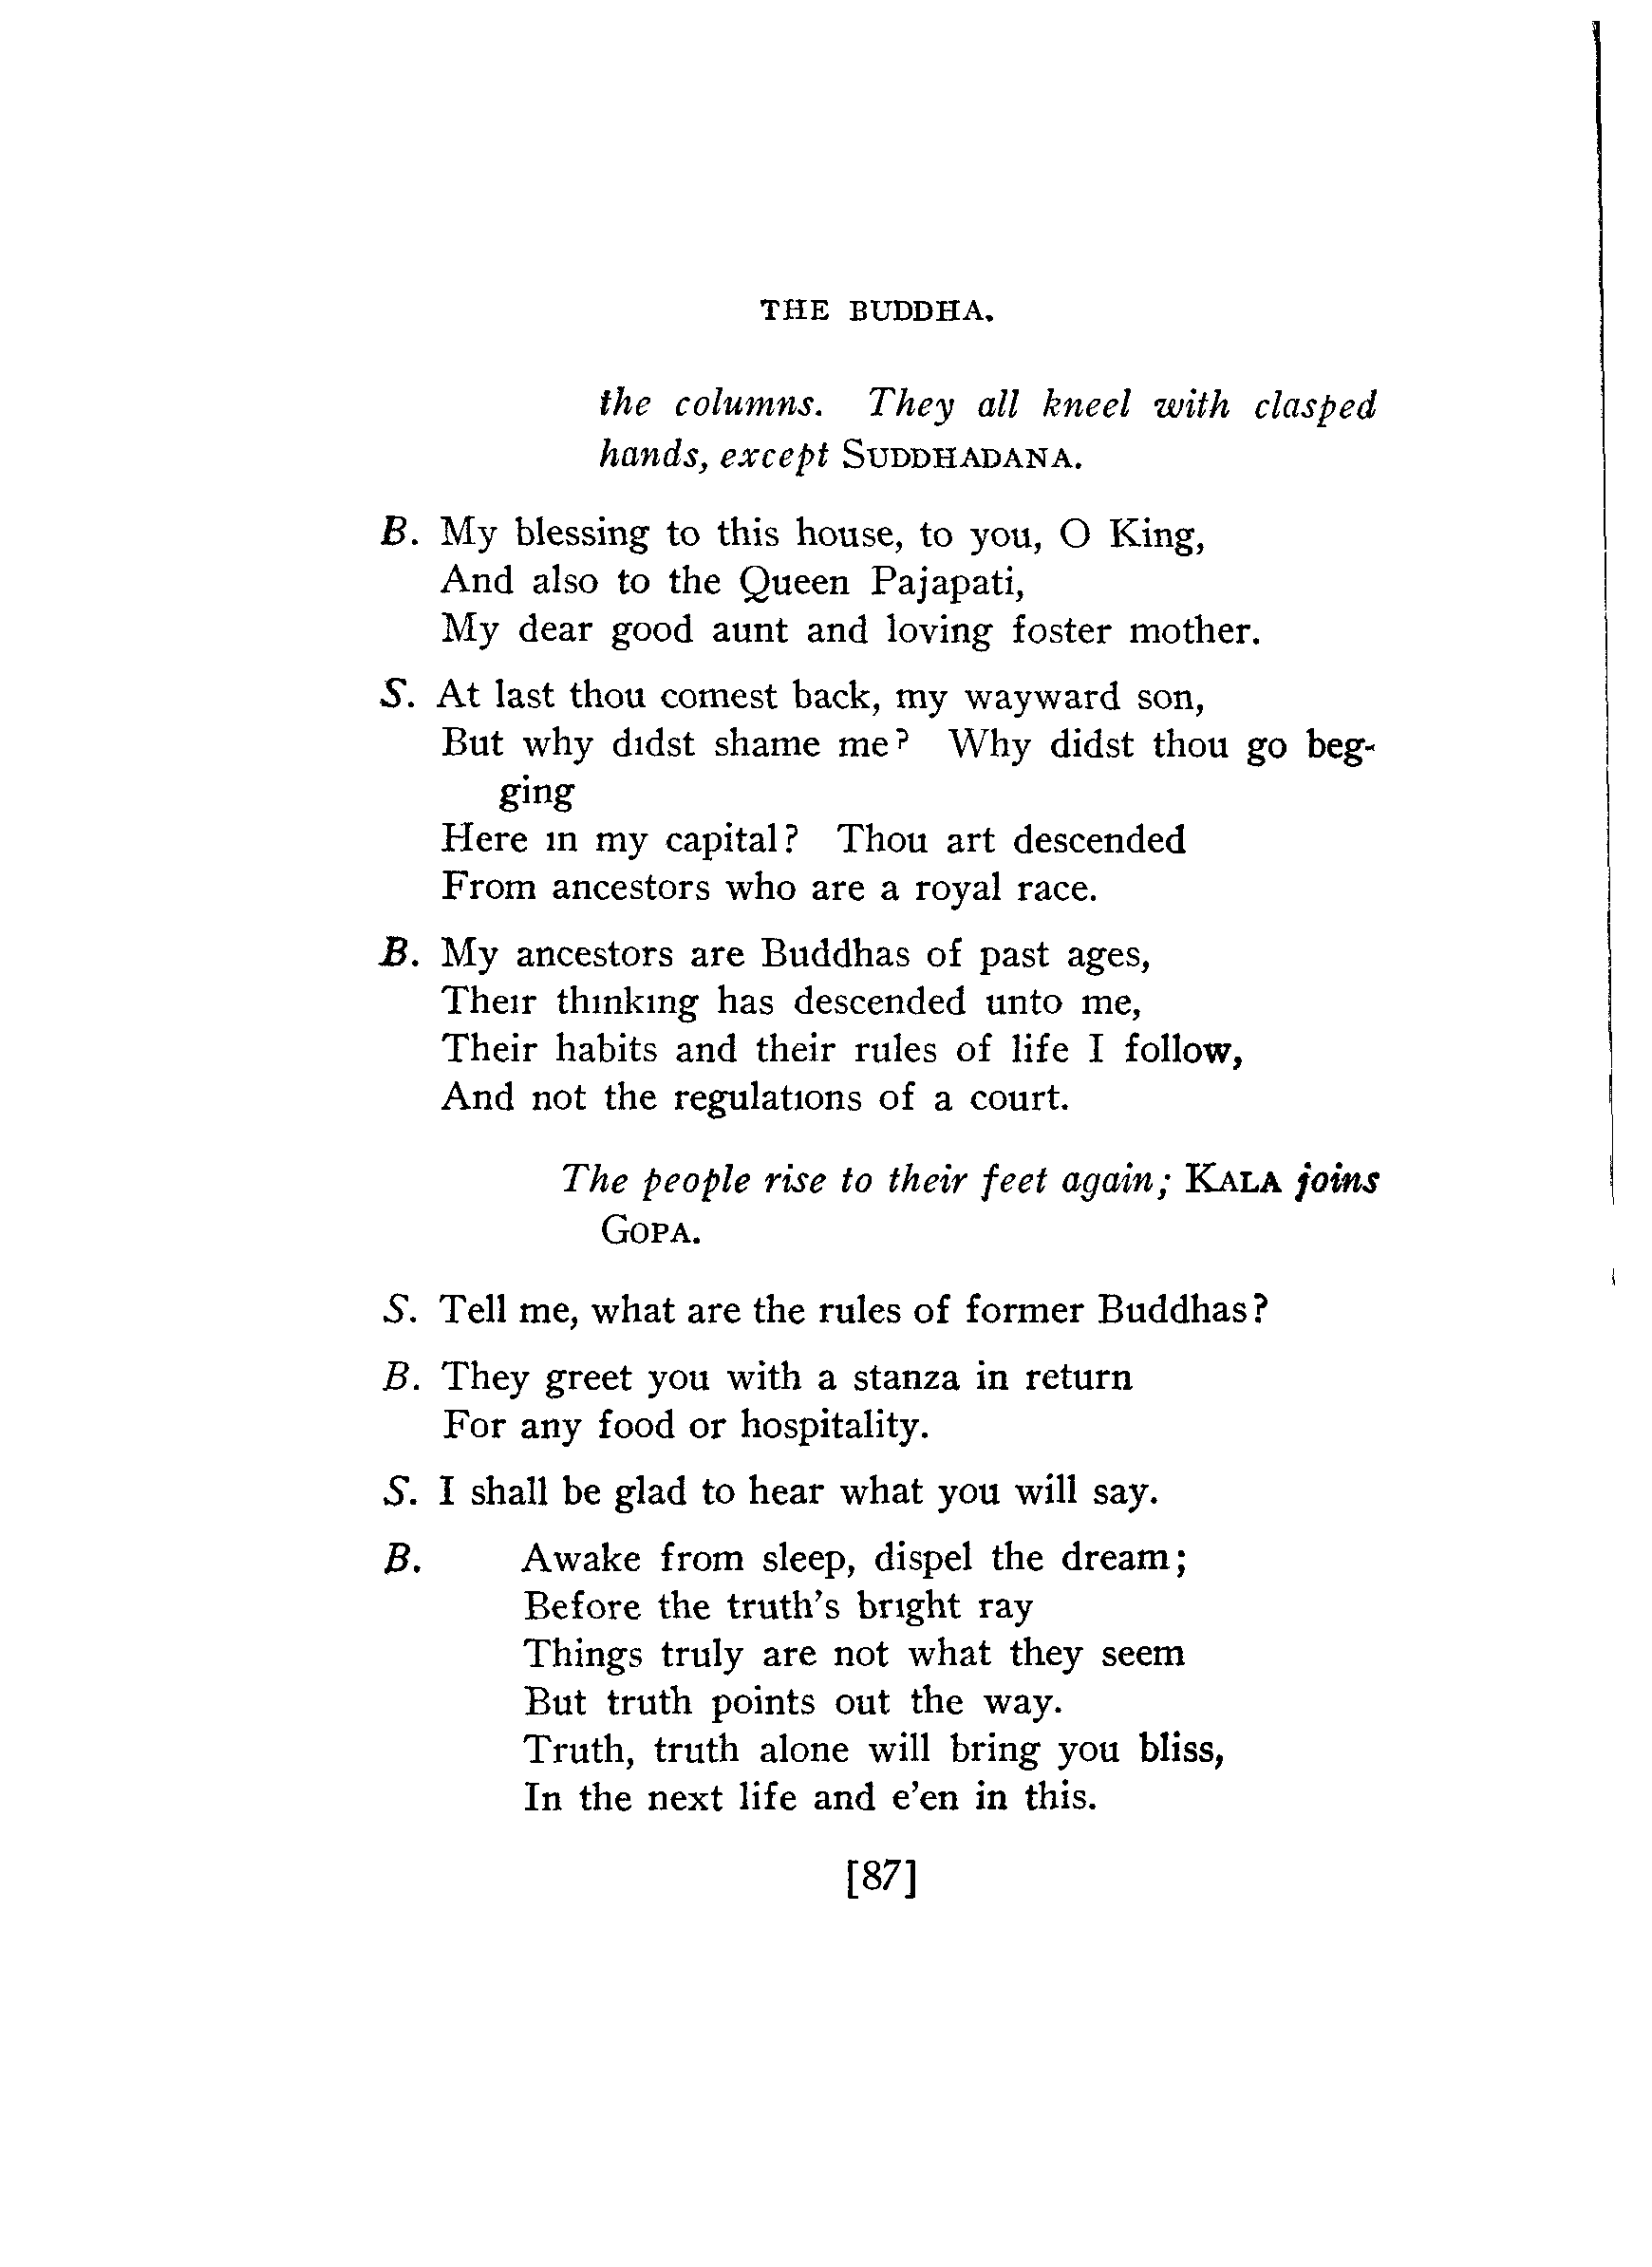 THE BUDDHA.
the columns. They all kneel with clasped
hands, except SUDDHADANA.
B. My blessing to this house, to you, O King,
And also to the Queen Pajapati,
My dear good aunt and loving foster mother.
S. At last thou comest back, my wayward son,
But why didst shame me? Why didst thou go beg-
ging
Here in my capital? Thou art descended
From ancestors who are a royal race.
B. My ancestors are Buddhas of past ages,
Their thinking has descended unto me,
Their habits and their rules of life I follow,
And not the regulations of a court.
The people rise to their feet again; KALA joins
GOPA.
S. Tell me, what are the rules of former Buddhas?
B. They greet you with a stanza in return
For any food or hospitality.
S. I shall be glad to hear what you will say.
B. Awake from sleep, dispel the dream;
Before the truth's bright ray
Things truly are not what they seem
But truth points out the way.
Truth, truth alone will bring you bliss,
In the next life and e'en in this.
[87]